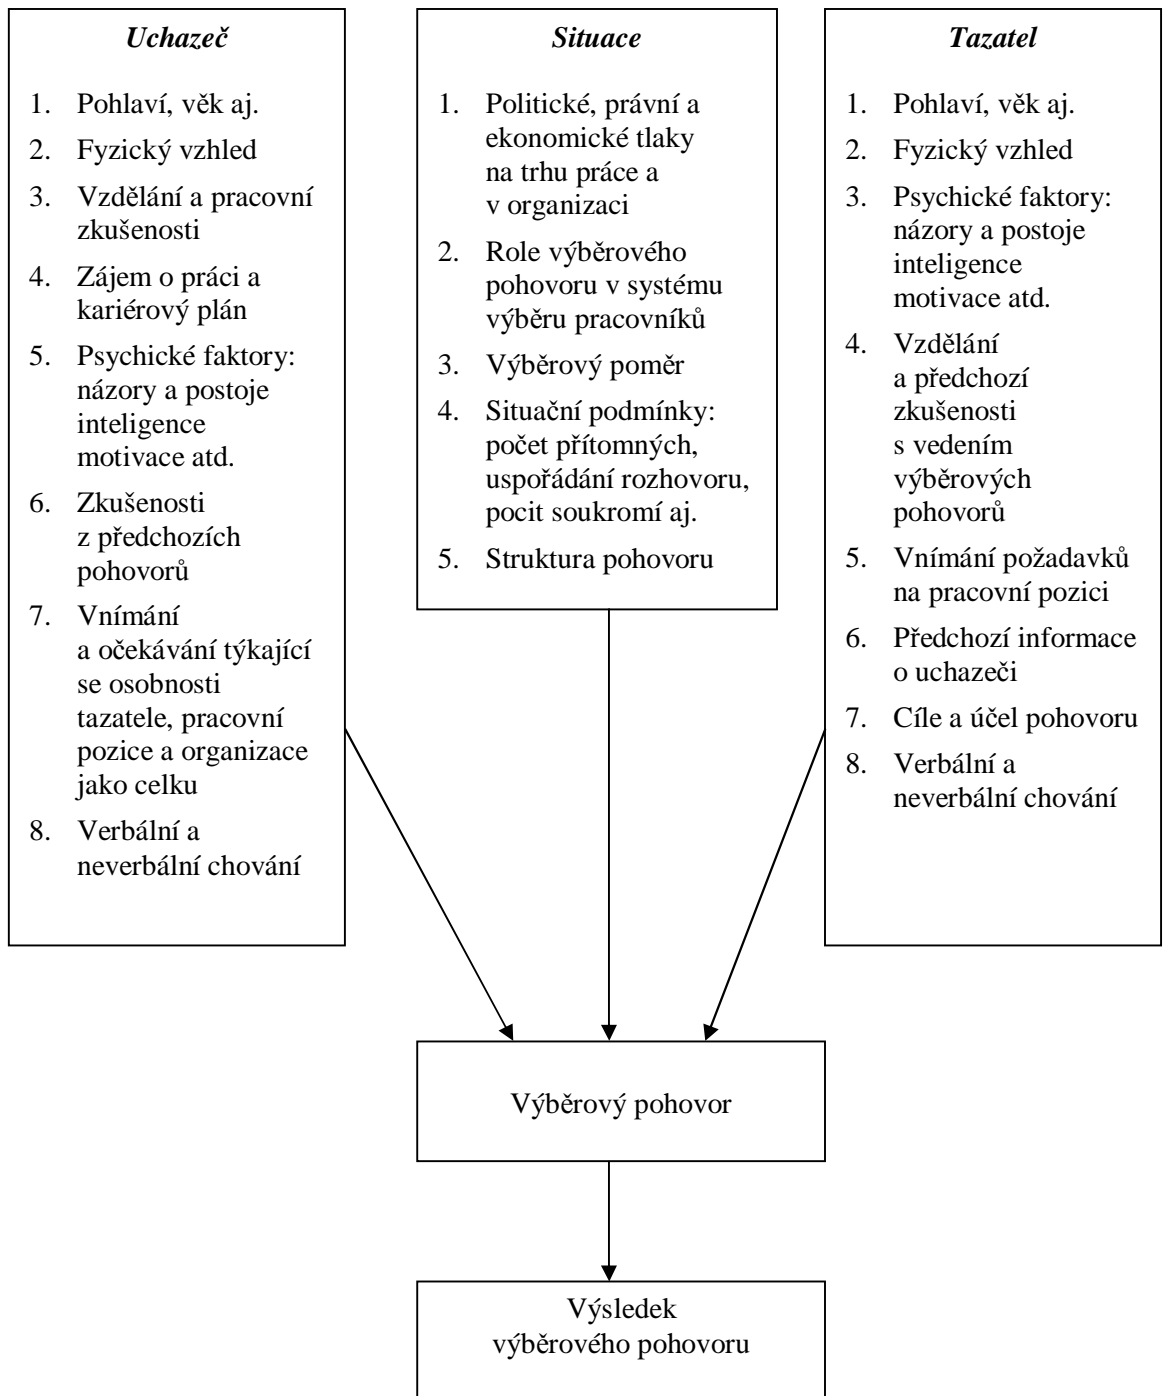 Uchazeč
1. Pohlaví, věk aj.
2. Fyzický vzhled
3. Vzdělání a pracovní
zkušenosti
4. Zájem o práci a
kariérový plán
5. Psychické faktory:
názory a postoje
inteligence
motivace atd.
6. Zkušenosti
z předchozích
pohovorů
7. Vnímání
a očekávání týkající
se osobnosti
tazatele, pracovní
pozice a organizace
jako celku
8. Verbální a
neverbální chování
Situace
1. Politické, právní a
ekonomické tlaky
na trhu práce a
v organizaci
2. Role výběrového
pohovoru v systému
výběru pracovníků
3. Výběrový poměr
4. Situační podmínky:
počet přítomných,
uspořádání rozhovoru,
pocit soukromí aj.
5. Struktura pohovoru
Tazatel
1. Pohlaví, věk aj.
2. Fyzický vzhled
3. Psychické faktory:
názory a postoje
inteligence
motivace atd.
4. Vzdělání
a předchozí
zkušenosti
s vedením
výběrových
pohovorů
5. Vnímání požadavků
na pracovní pozici
6. Předchozí informace
o uchazeči
7. Cíle a účel pohovoru
8. Verbální a
neverbální chování
Výběrový pohovor
Výsledek
výběrového pohovoru